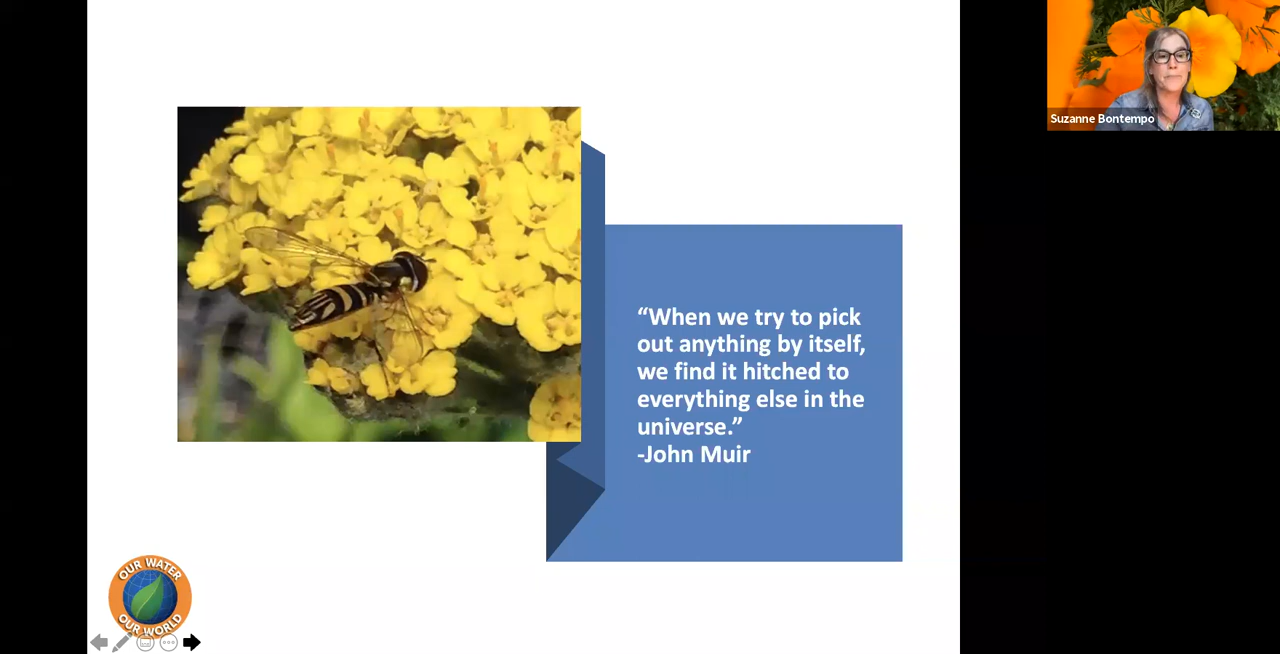 Suzanne Bontempo
“When we try to pick
out anything by itself,
we find it hitched to
everything else in the
universe.”
-John Muir
OUR WATER
OUR WORLD